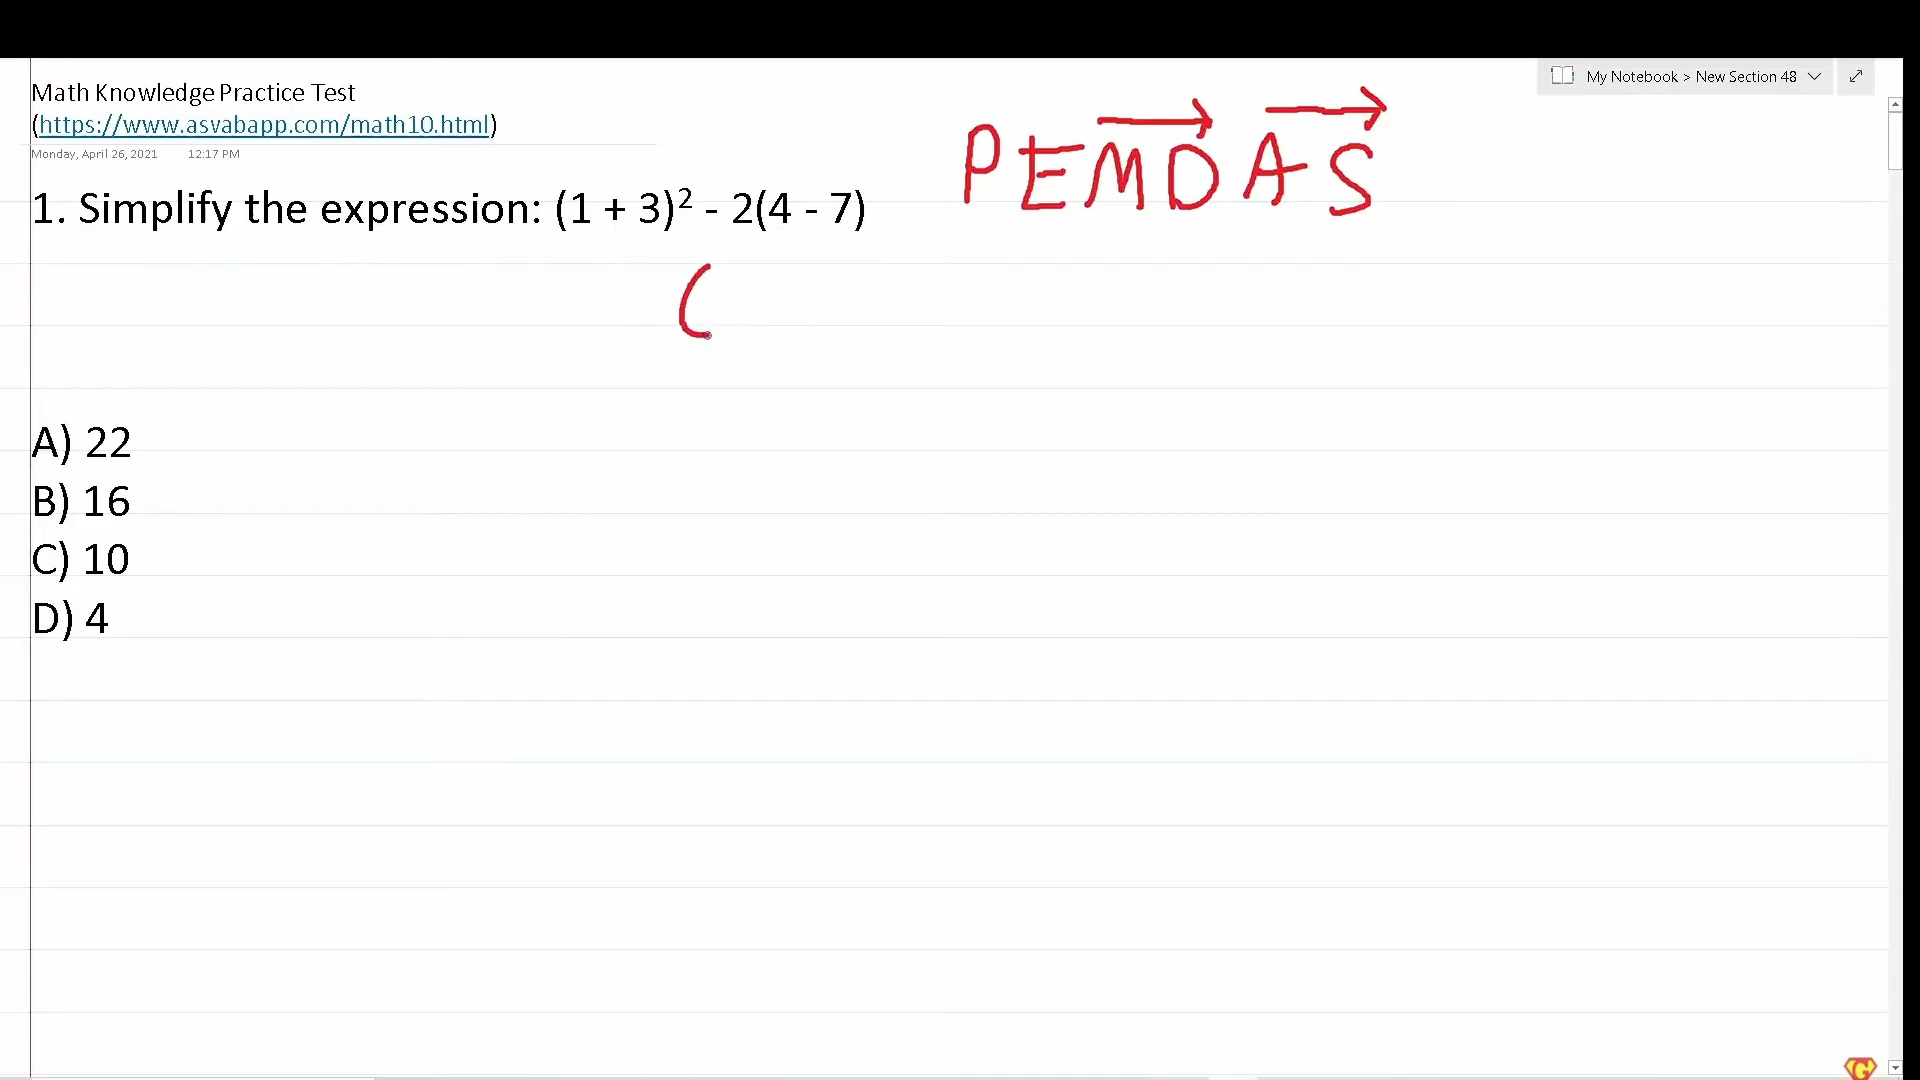 My Notebook > New Section 48
Math Knowledge Practice Test
(https://www.asvabapp.com/math10.html)
Monday, April 26, 2021 12:17 PM
PEMDAS
1. Simplify the expression: (1 + 3)² - 2(4 - 7)
(
A) 22
B) 16
C) 10
D) 4
G